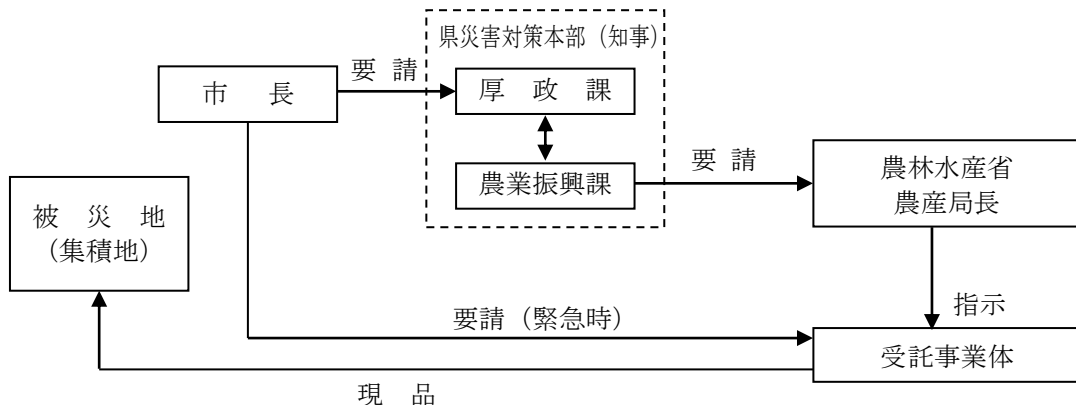 県災害対策本部（知事）
市　長
要 請
厚 政 課
農業振興課
要 請
農林水産省
農産局長
被 災 地
（集積地）
要請（緊急時）
指示
受託事業体
現　品